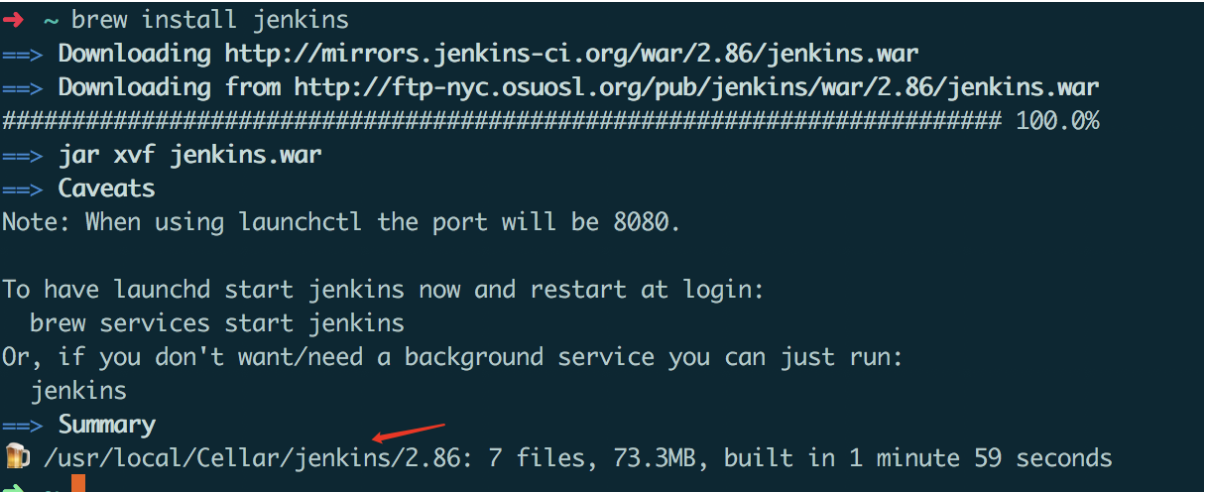 ➜ ~ brew install jenkins
==> Downloading http://mirrors.jenkins-ci.org/war/2.86/jenkins.war
==> Downloading from http://ftp-nyc.osuosl.org/pub/jenkins/war/2.86/jenkins.war
######################################################################## 100.0%
==> jar xvf jenkins.war
==> Caveats
Note: When using launchctl the port will be 8080.
To have launchd start jenkins now and restart at login:
brew services start jenkins
Or, if you don't want/need a background service you can just run:
jenkins
==> Summary
🍺 /usr/local/Cellar/jenkins/2.86: 7 files, 73.3MB, built in 1 minute 59 seconds
➜ ~